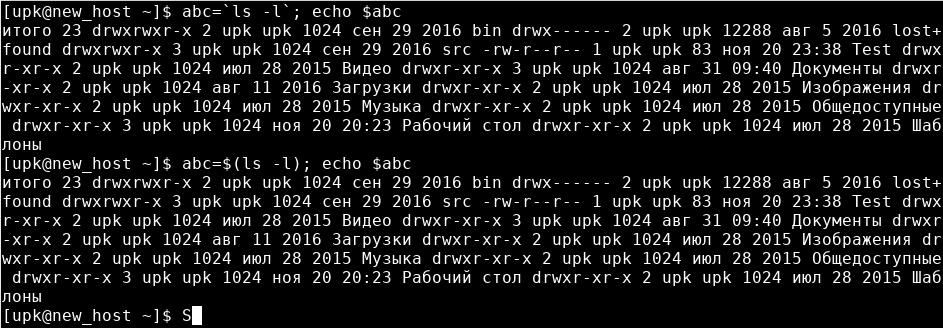 [upk@new_host ~]$ abc=`ls -l`; echo $abc
итого 23 drwxrwxr-x 2 upk upk 1024 сен 29 2016 bin drwx------ 2 upk upk 12288 авг 5 2016 lost+
found drwxrwxr-x 3 upk upk 1024 сен 29 2016 src -rw-r--r-- 1 upk upk 83 ноя 20 23:38 Test drwx
r-xr-x 2 upk upk 1024 июл 28 2015 Видео drwxr-xr-x 3 upk upk 1024 авг 31 09:40 Документы drwxr
-xr-x 2 upk upk 1024 авг 11 2016 Загрузки drwxr-xr-x 2 upk upk 1024 июл 28 2015 Изображения dr
wxr-xr-x 2 upk upk 1024 июл 28 2015 Музыка drwxr-xr-x 2 upk upk 1024 июл 28 2015 Общедоступные
 drwxr-xr-x 3 upk upk 1024 ноя 20 20:23 Рабочий стол drwxr-xr-x 2 upk upk 1024 июл 28 2015 Шаб
лоны
[upk@new_host ~]$ abc=$(ls -l); echo $abc
итого 23 drwxrwxr-x 2 upk upk 1024 сен 29 2016 bin drwx------ 2 upk upk 12288 авг 5 2016 lost+
found drwxrwxr-x 3 upk upk 1024 сен 29 2016 src -rw-r--r-- 1 upk upk 83 ноя 20 23:38 Test drwx
r-xr-x 2 upk upk 1024 июл 28 2015 Видео drwxr-xr-x 3 upk upk 1024 авг 31 09:40 Документы drwxr
-xr-x 2 upk upk 1024 авг 11 2016 Загрузки drwxr-xr-x 2 upk upk 1024 июл 28 2015 Изображения dr
wxr-xr-x 2 upk upk 1024 июл 28 2015 Музыка drwxr-xr-x 2 upk upk 1024 июл 28 2015 Общедоступные
 drwxr-xr-x 3 upk upk 1024 ноя 20 20:23 Рабочий стол drwxr-xr-x 2 upk upk 1024 июл 28 2015 Шаб
лоны
[upk@new_host ~]$ S